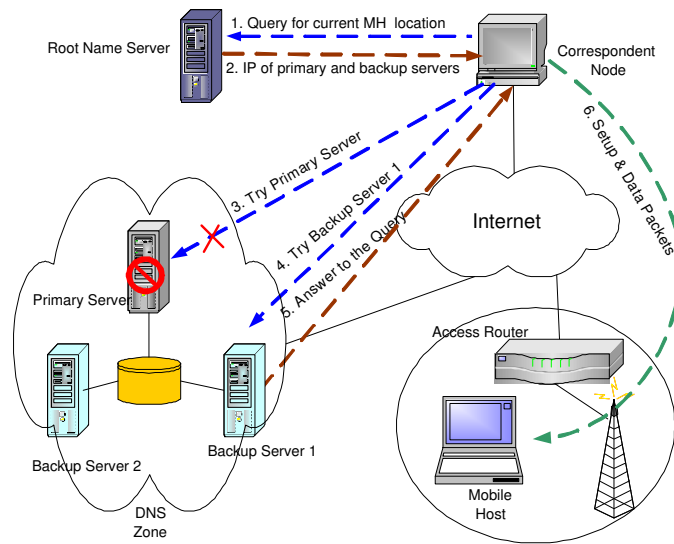 1. Query for current MH location
Root Name Server
2. IP of primary and backup servers
Correspondent
Node
3. Try Primary Server
4. Try Backup Server 1
5. Answer to the Query
6. Setup & Data Packets
Internet
Primary Server
Access Router
Backup Server 2
Backup Server 1
Mobile
Host
DNS
Zone